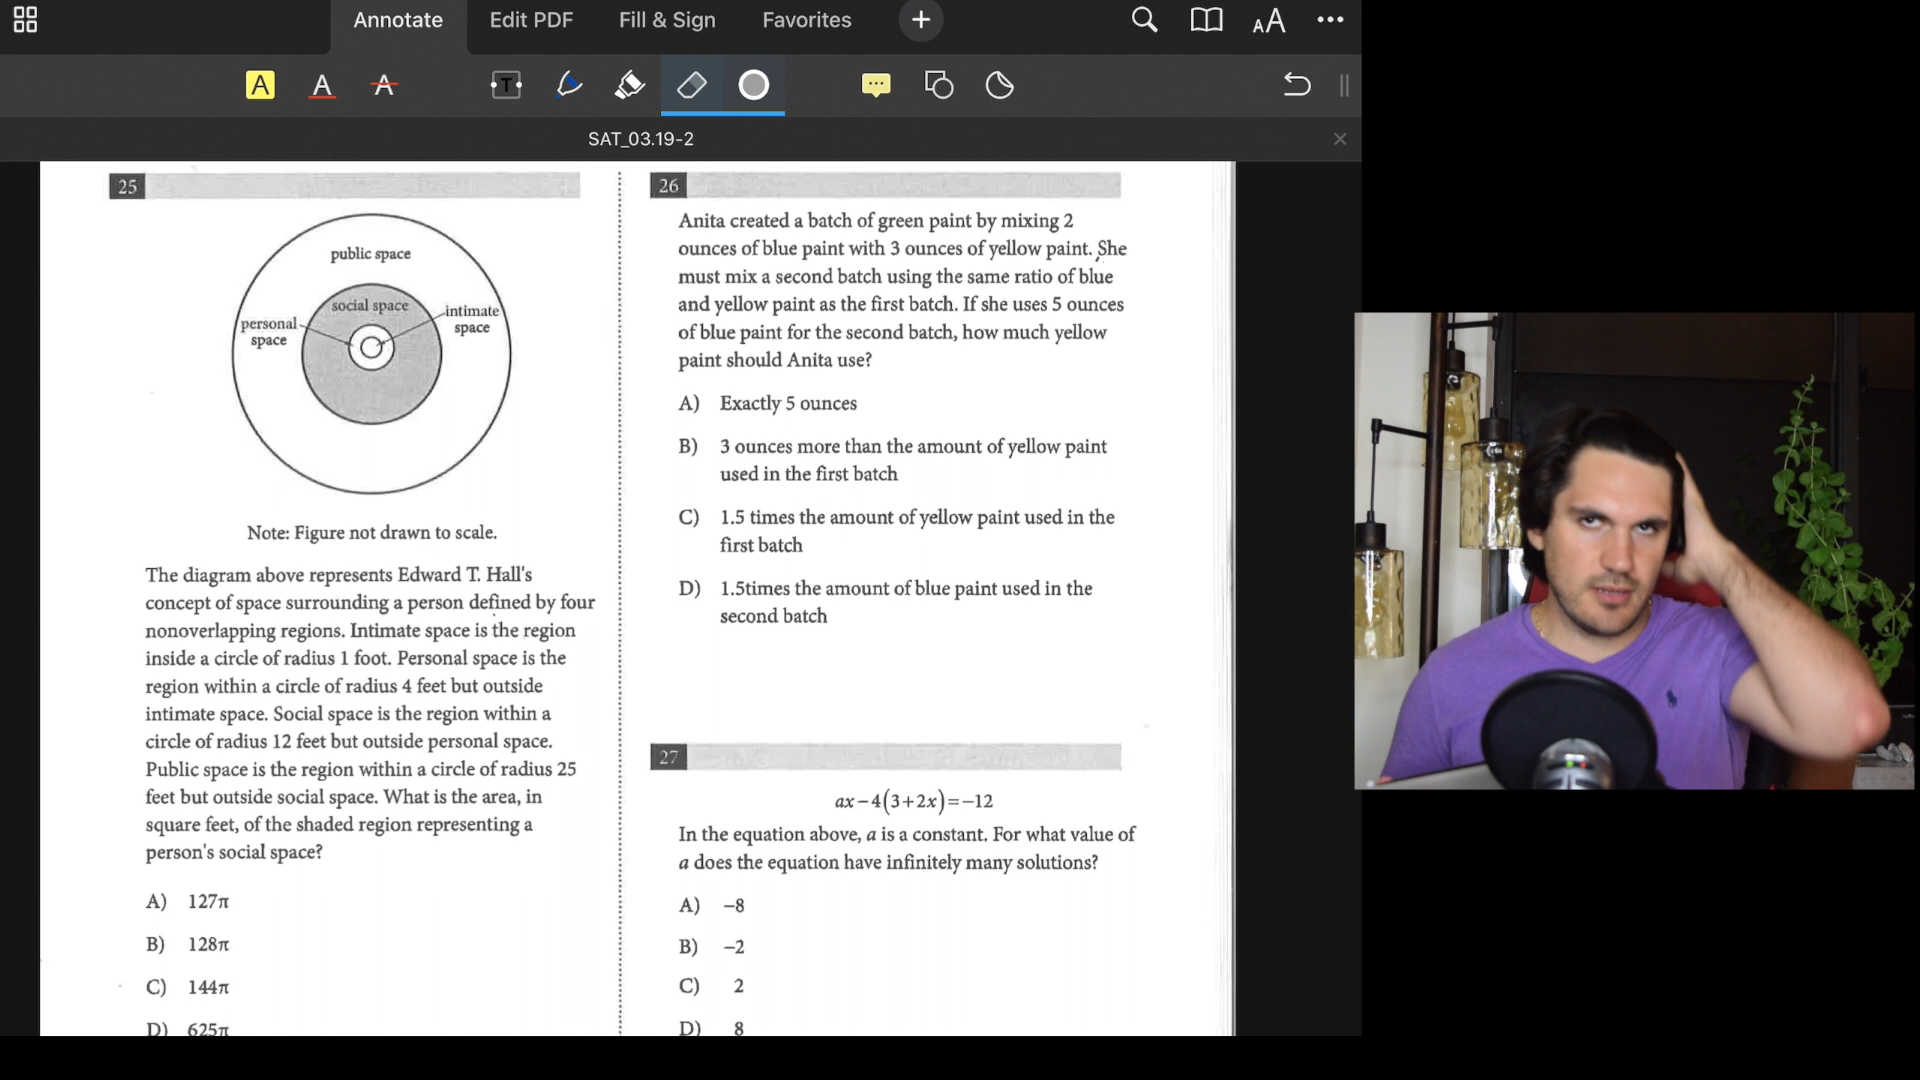 Annotate
Edit PDF
Fill & Sign
Favorites
+
AA
A
A
A
T
SAT_03.19-2
25
public space
social space
intimate
space
personal
space
Note: Figure not drawn to scale.
The diagram above represents Edward T. Hall's
concept of space surrounding a person defined by four
nonoverlapping regions. Intimate space is the region
inside a circle of radius 1 foot. Personal space is the
region within a circle of radius 4 feet but outside
intimate space. Social space is the region within a
circle of radius 12 feet but outside personal space.
Public space is the region within a circle of radius 25
feet but outside social space. What is the area, in
square feet, of the shaded region representing a
person's social space?
A) 127π
B) 128π
C) 144π
D) 625π
26
Anita created a batch of green paint by mixing 2
ounces of blue paint with 3 ounces of yellow paint. She
must mix a second batch using the same ratio of blue
and yellow paint as the first batch. If she uses 5 ounces
of blue paint for the second batch, how much yellow
paint should Anita use?
A) Exactly 5 ounces
B) 3 ounces more than the amount of yellow paint
used in the first batch
C) 1.5 times the amount of yellow paint used in the
first batch
D) 1.5times the amount of blue paint used in the
second batch
27
ax−4(3+2x)=−12
In the equation above, a is a constant. For what value of
a does the equation have infinitely many solutions?
A) −8
B) −2
C) 2
D) 8